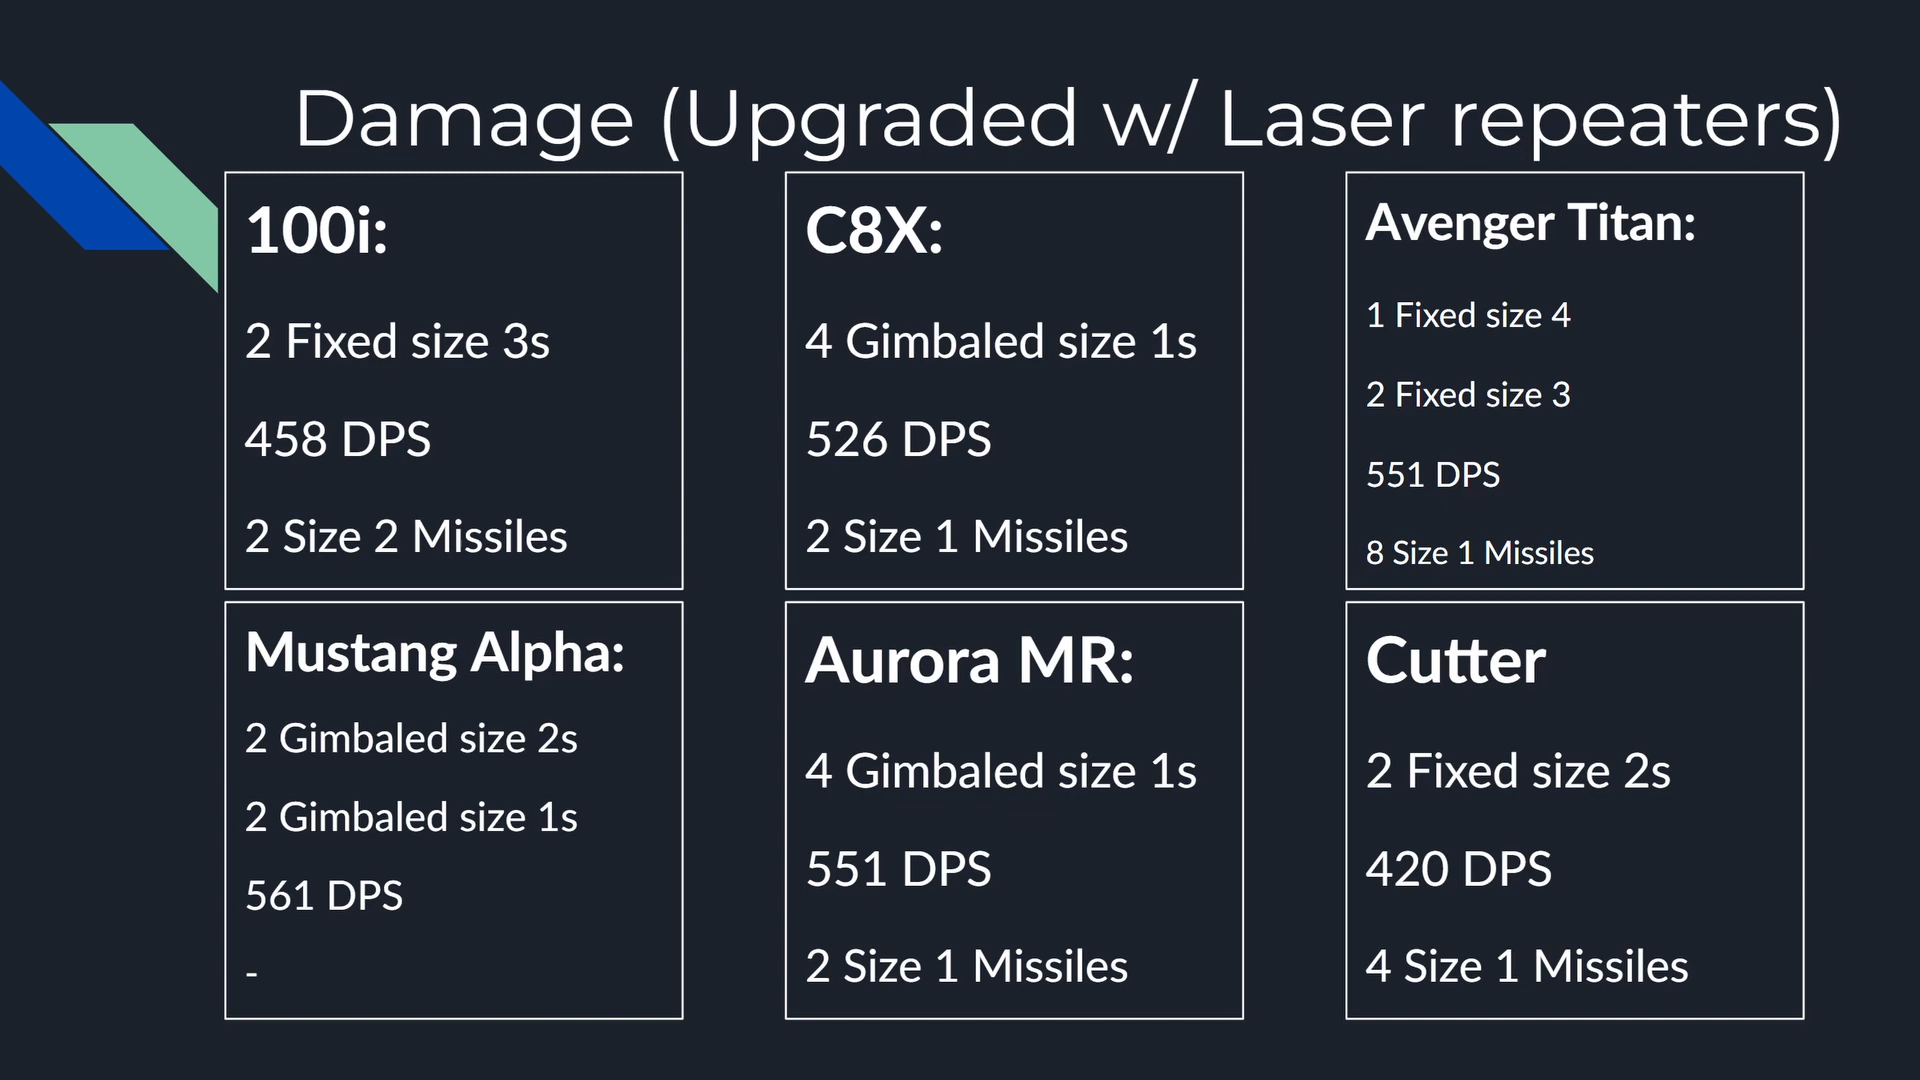 Damage (Upgraded w/ Laser repeaters)
100i:
2 Fixed size 3s
458 DPS
2 Size 2 Missiles
C8X:
4 Gimbaled size 1s
526 DPS
2 Size 1 Missiles
Avenger Titan:
1 Fixed size 4
2 Fixed size 3
551 DPS
8 Size 1 Missiles
Mustang Alpha:
2 Gimbaled size 2s
2 Gimbaled size 1s
561 DPS
-
Aurora MR:
4 Gimbaled size 1s
551 DPS
2 Size 1 Missiles
Cutter
2 Fixed size 2s
420 DPS
4 Size 1 Missiles